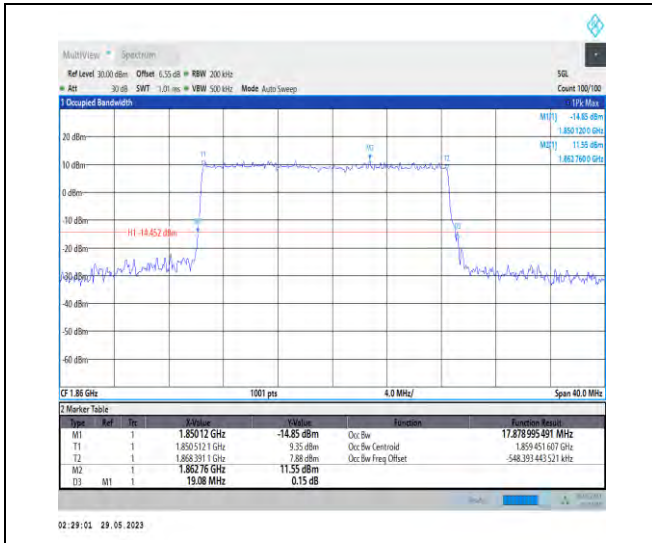 MultiView Spectrum
Ref Level 30.00 dBm Offset 6.55 dB RBW 200 kHz SGL
Att 30 dB SWT 1.01 ms VBW 500 kHz Mode Auto Sweep Count 100/100
1 Occupied Bandwidth 1Pk Max
M1[1] -14.85 dBm
1.850 120 0 GHz
M2[1] 11.55 dBm
1.862 760 0 GHz
20 dBm
T1 M2 T2
10 dBm
0 dBm
-10 dBm
H1 -14.452 dBm
-20 dBm
-30 dBm
-40 dBm
-50 dBm
-60 dBm
CF 1.86 GHz 1001 pts 4.0 MHz/ Span 40.0 MHz
2 Marker Table
Type Ref Trc X-Value Y-Value Function Function Result
M1 1 1.85012 GHz -14.85 dBm Occ Bw 17.878 995 491 MHz
T1 1 1.850 512 1 GHz 9.35 dBm Occ Bw Centroid 1.859 451 607 GHz
T2 1 1.868 391 1 GHz 7.88 dBm Occ Bw Freq Offset -548.393 443 521 kHz
M2 1 1.862 76 GHz 11.55 dBm
D3 M1 1 19.08 MHz 0.15 dB
02:29:01 29.05.2023